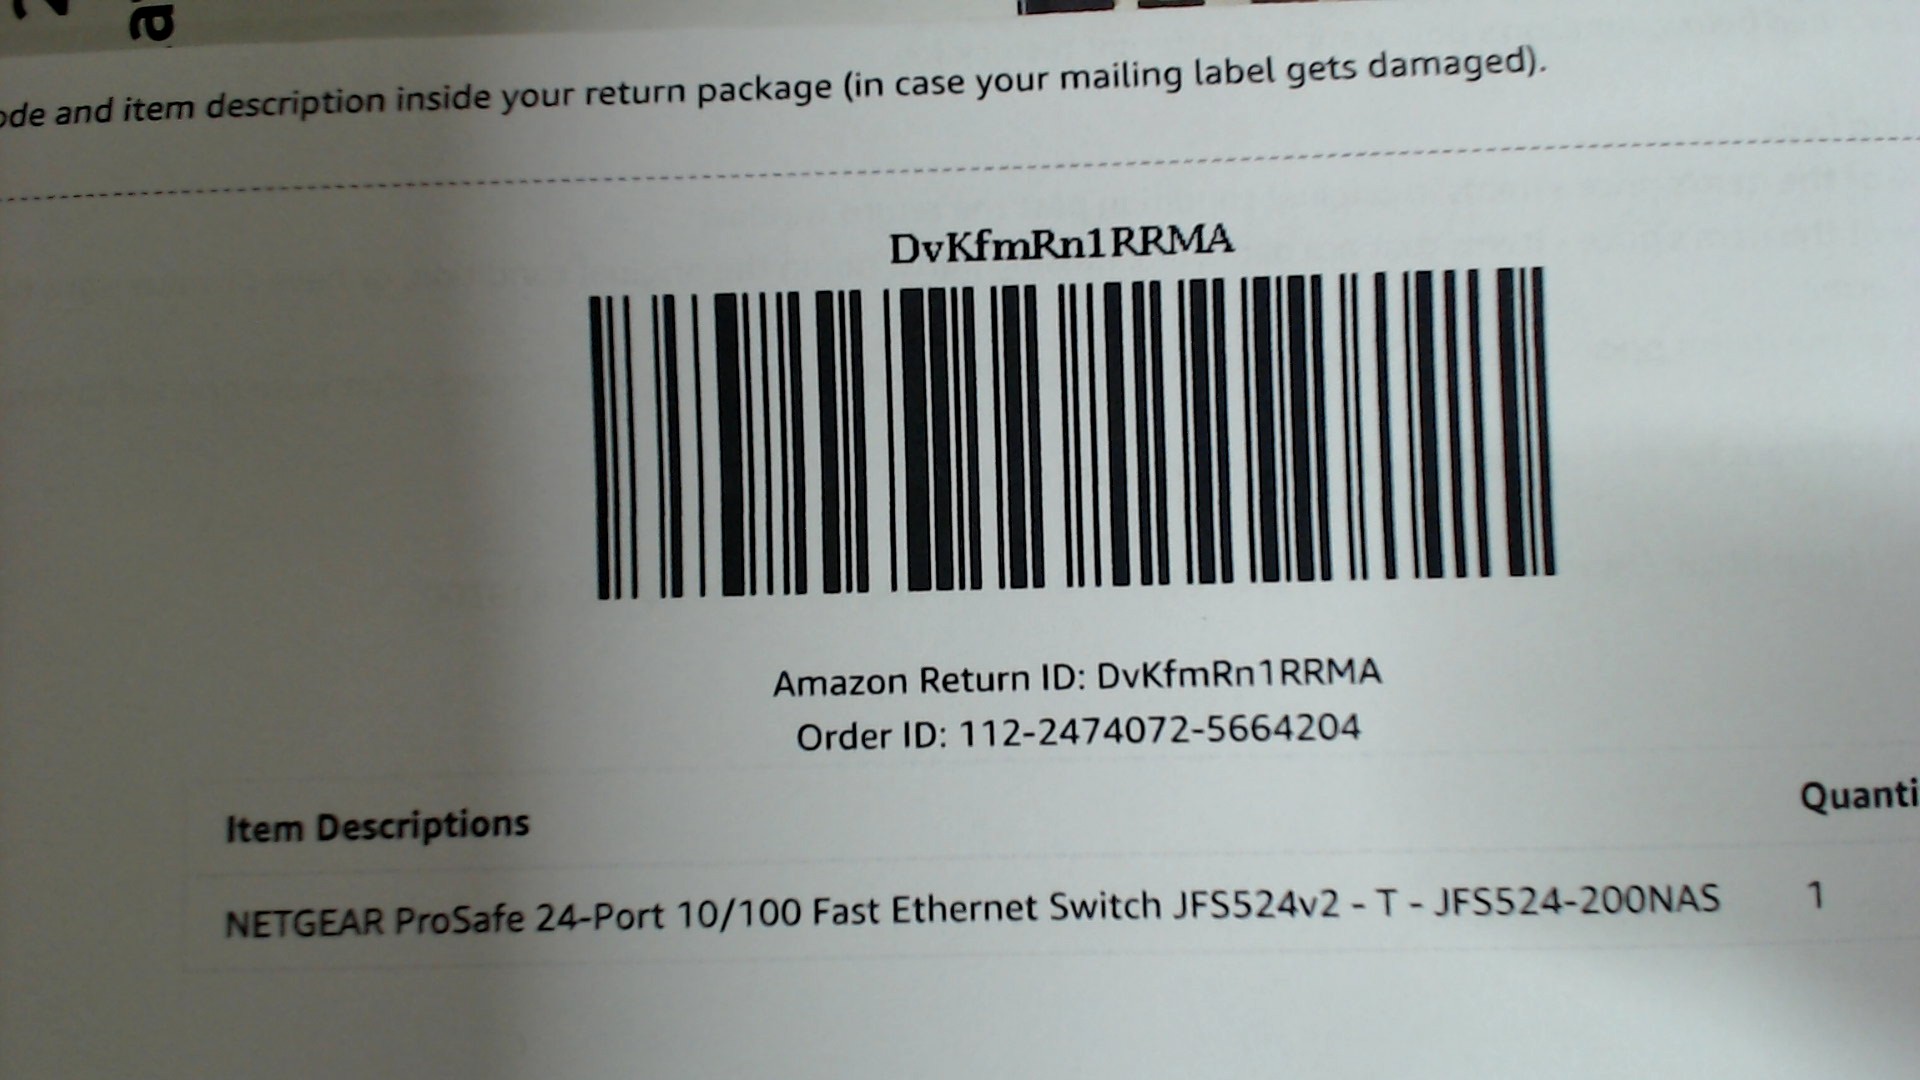 and item description inside your return package (in case your mailing label gets damaged).
DvKfmRn1RRMA
Amazon Return ID: DvKfmRn1RRMA
Order ID: 112-2474072-5664204
Item Descriptions
NETGEAR ProSafe 24-Port 10/100 Fast Ethernet Switch JFS524v2 - T - JFS524-200NAS 1